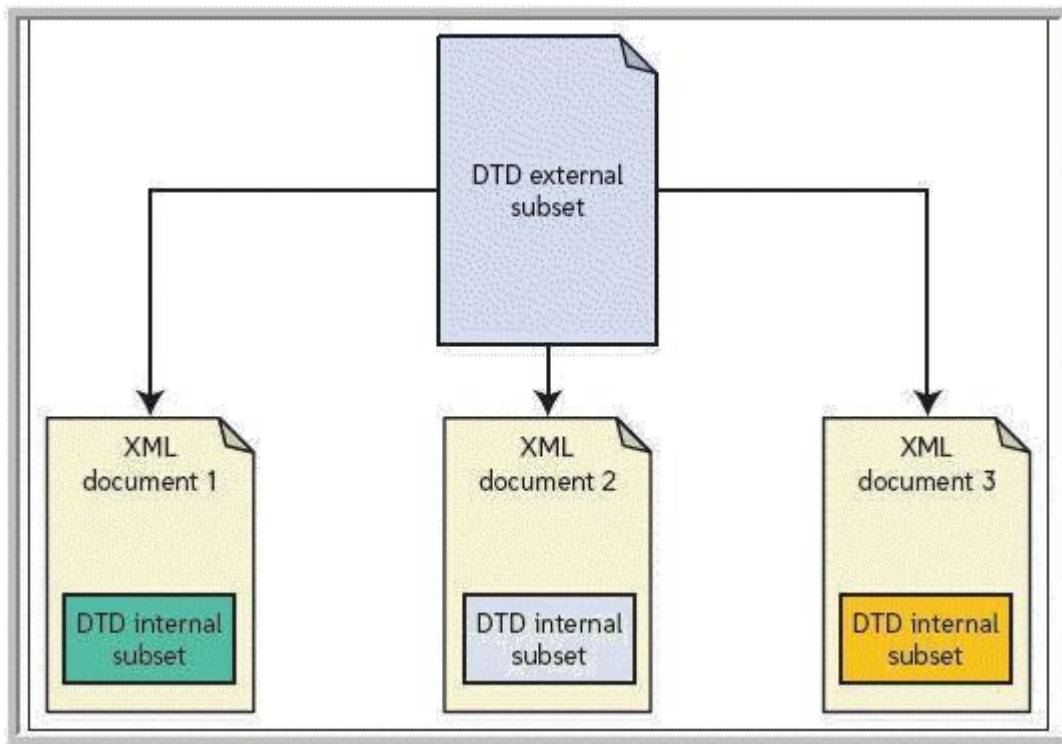 DTD external
subset
XML
document 1
DTD internal
subset
XML
document 2
DTD internal
subset
XML
document 3
DTD internal
subset